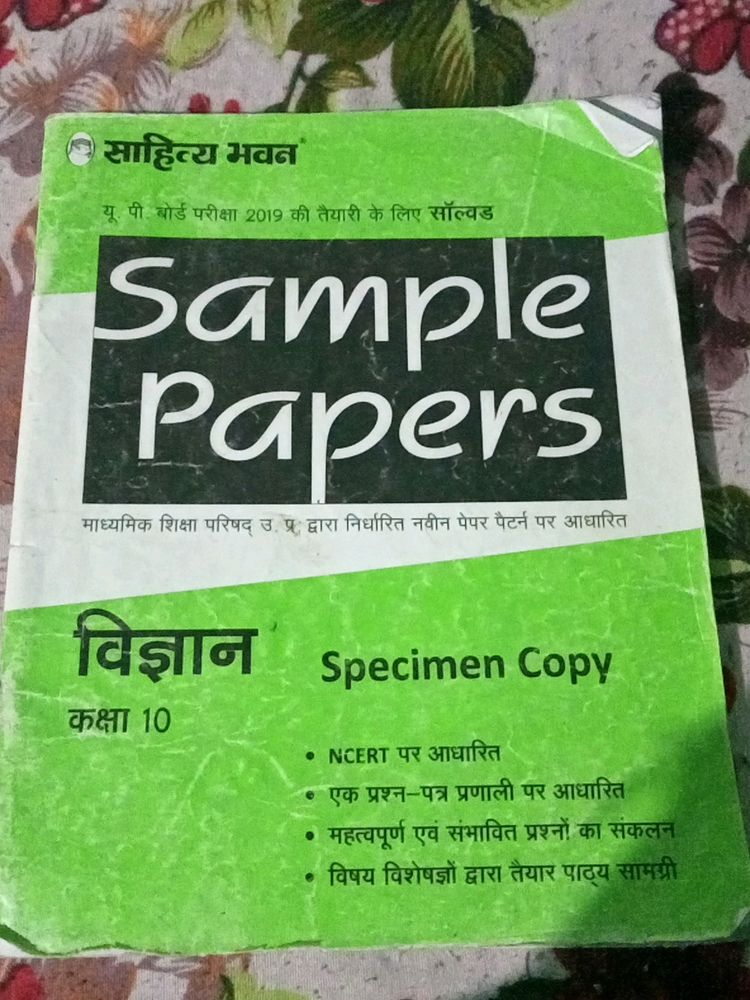 साहित्य भवन
यू. पी. बोर्ड परीक्षा 2019 की तैयारी के लिए सॉल्वड
Sample
Papers
माध्यमिक शिक्षा परिषद् उ. प्र. द्वारा निर्धारित नवीन पेपर पैटर्न पर आधारित
विज्ञान
Specimen Copy
कक्षा 10
• NCERT पर आधारित
• एक प्रश्न-पत्र प्रणाली पर आधारित
• महत्वपूर्ण एवं संभावित प्रश्नों का संकलन
• विषय विशेषज्ञों द्वारा तैयार पाठ्य सामग्री